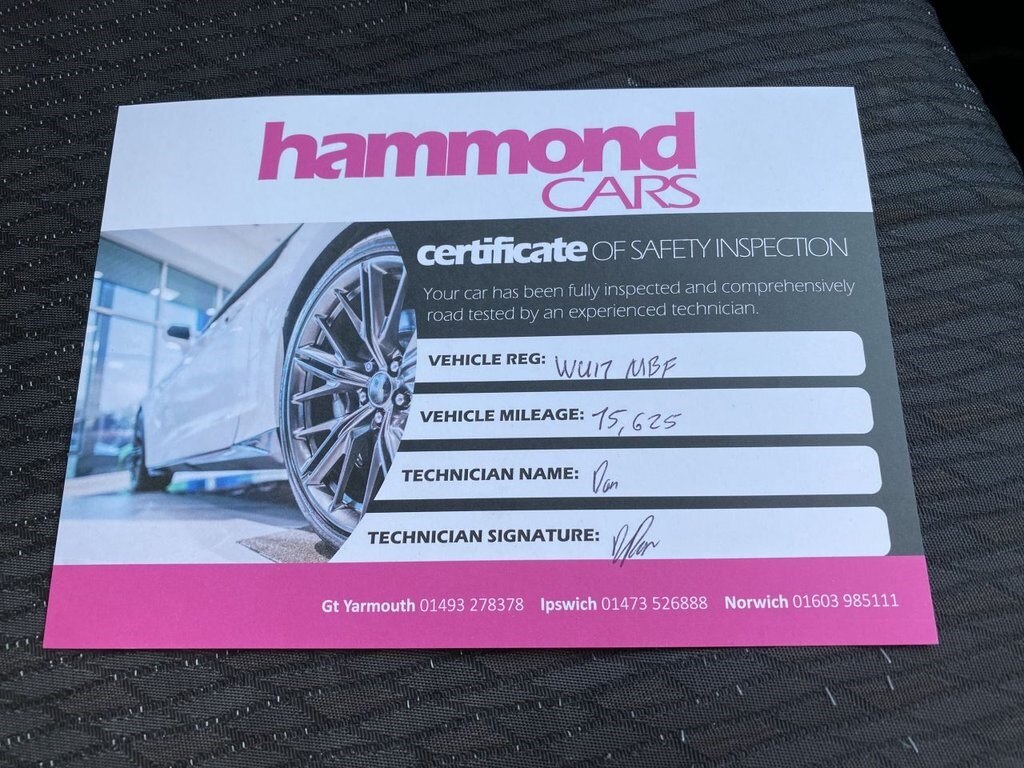 hammond
CARS
certificate OF SAFETY INSPECTION
Your car has been fully inspected and comprehensively
road tested by an experienced technician.
VEHICLE REG: WU17 MBF
VEHICLE MILEAGE: 75,625
TECHNICIAN NAME: Dan
TECHNICIAN SIGNATURE:
Gt Yarmouth 01493 278378 Ipswich 01473 526888 Norwich 01603 985111